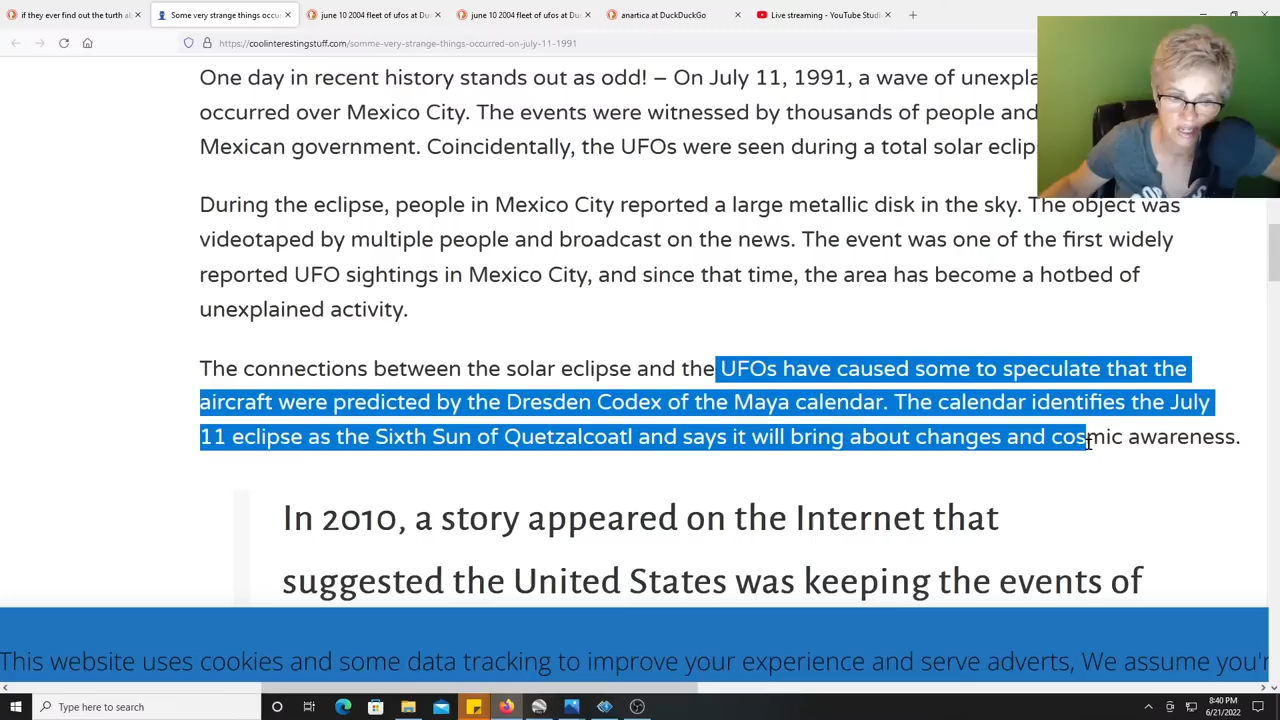 if they ever find out the turth al
Some very strange things occur
june 10 2004 fleet of ufos at Du
june 10 2004 fleet of ufos at Du
anartica at DuckDuckGo
Live streaming - YouTube Studi
https://coolinterestingstuff.com/somme-very-strange-things-occurred-on-july-11-1991
One day in recent history stands out as odd! – On July 11, 1991, a wave of
occurred over Mexico City. The events were witnessed by thousands of people and
Mexican government. Coincidentally, the UFOs were seen during a total solar
During the eclipse, people in Mexico City reported a large metallic disk in the sky. The object was
videotaped by multiple people and broadcast on the news. The event was one of the first widely
reported UFO sightings in Mexico City, and since that time, the area has become a hotbed of
unexplained activity.
The connections between the solar eclipse and the UFOs have caused some to speculate that the
aircraft were predicted by the Dresden Codex of the Maya calendar. The calendar identifies the July
11 eclipse as the Sixth Sun of Quetzalcoatl and says it will bring about changes and cosmic awareness.
In 2010, a story appeared on the Internet that
suggested the United States was keeping the events of
This website uses cookies and some data tracking to improve your experience and serve adverts, We assume you'r
Type here to search
8:40 PM
6/21/2022